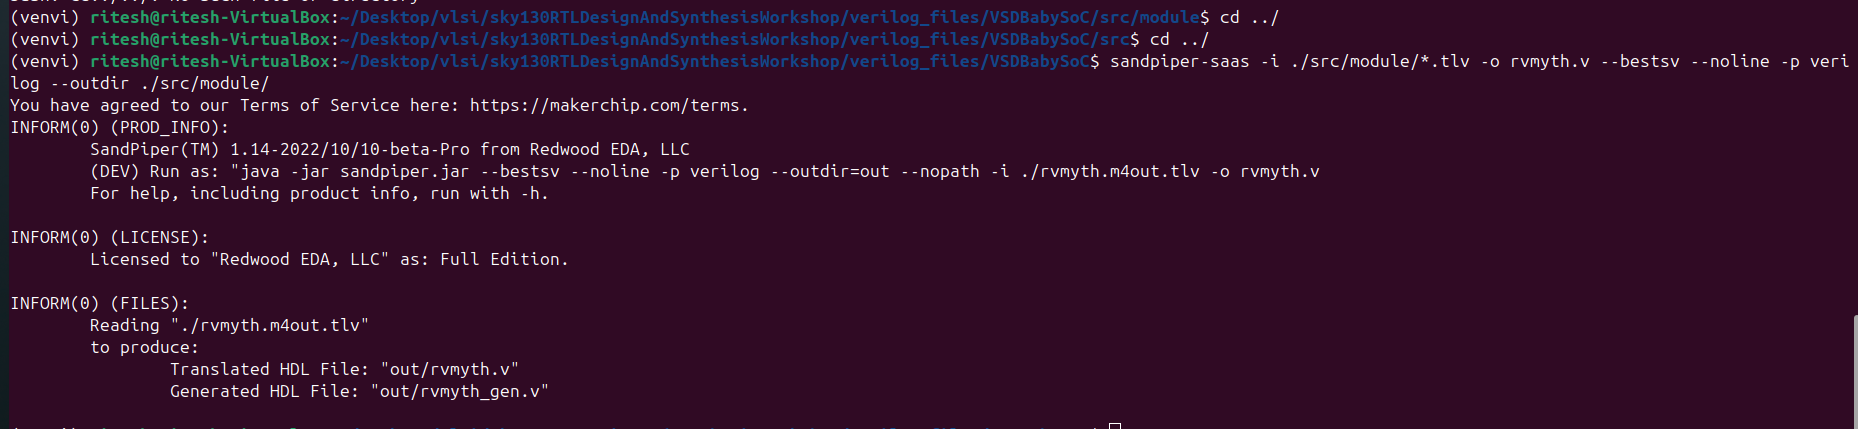 (venvi) ritesh@ritesh-VirtualBox:~/Desktop/vlsi/sky130RTLDesignAndSynthesisWorkshop/verilog_files/VSDBabySoC/src/module$ cd ../
(venvi) ritesh@ritesh-VirtualBox:~/Desktop/vlsi/sky130RTLDesignAndSynthesisWorkshop/verilog_files/VSDBabySoC/src$ cd ../
(venvi) ritesh@ritesh-VirtualBox:~/Desktop/vlsi/sky130RTLDesignAndSynthesisWorkshop/verilog_files/VSDBabySoC$ sandpiper-saas -i ./src/module/*.tlv -o rvmyth.v --bestsv --noline -p veri
log --outdir ./src/module/
You have agreed to our Terms of Service here: https://makerchip.com/terms.
INFORM(0) (PROD_INFO):
        SandPiper(TM) 1.14-2022/10/10-beta-Pro from Redwood EDA, LLC
        (DEV) Run as: "java -jar sandpiper.jar --bestsv --noline -p verilog --outdir=out --nopath -i ./rvmyth.m4out.tlv -o rvmyth.v
        For help, including product info, run with -h.
INFORM(0) (LICENSE):
        Licensed to "Redwood EDA, LLC" as: Full Edition.
INFORM(0) (FILES):
        Reading "./rvmyth.m4out.tlv"
        to produce:
                Translated HDL File: "out/rvmyth.v"
                Generated HDL File: "out/rvmyth_gen.v"